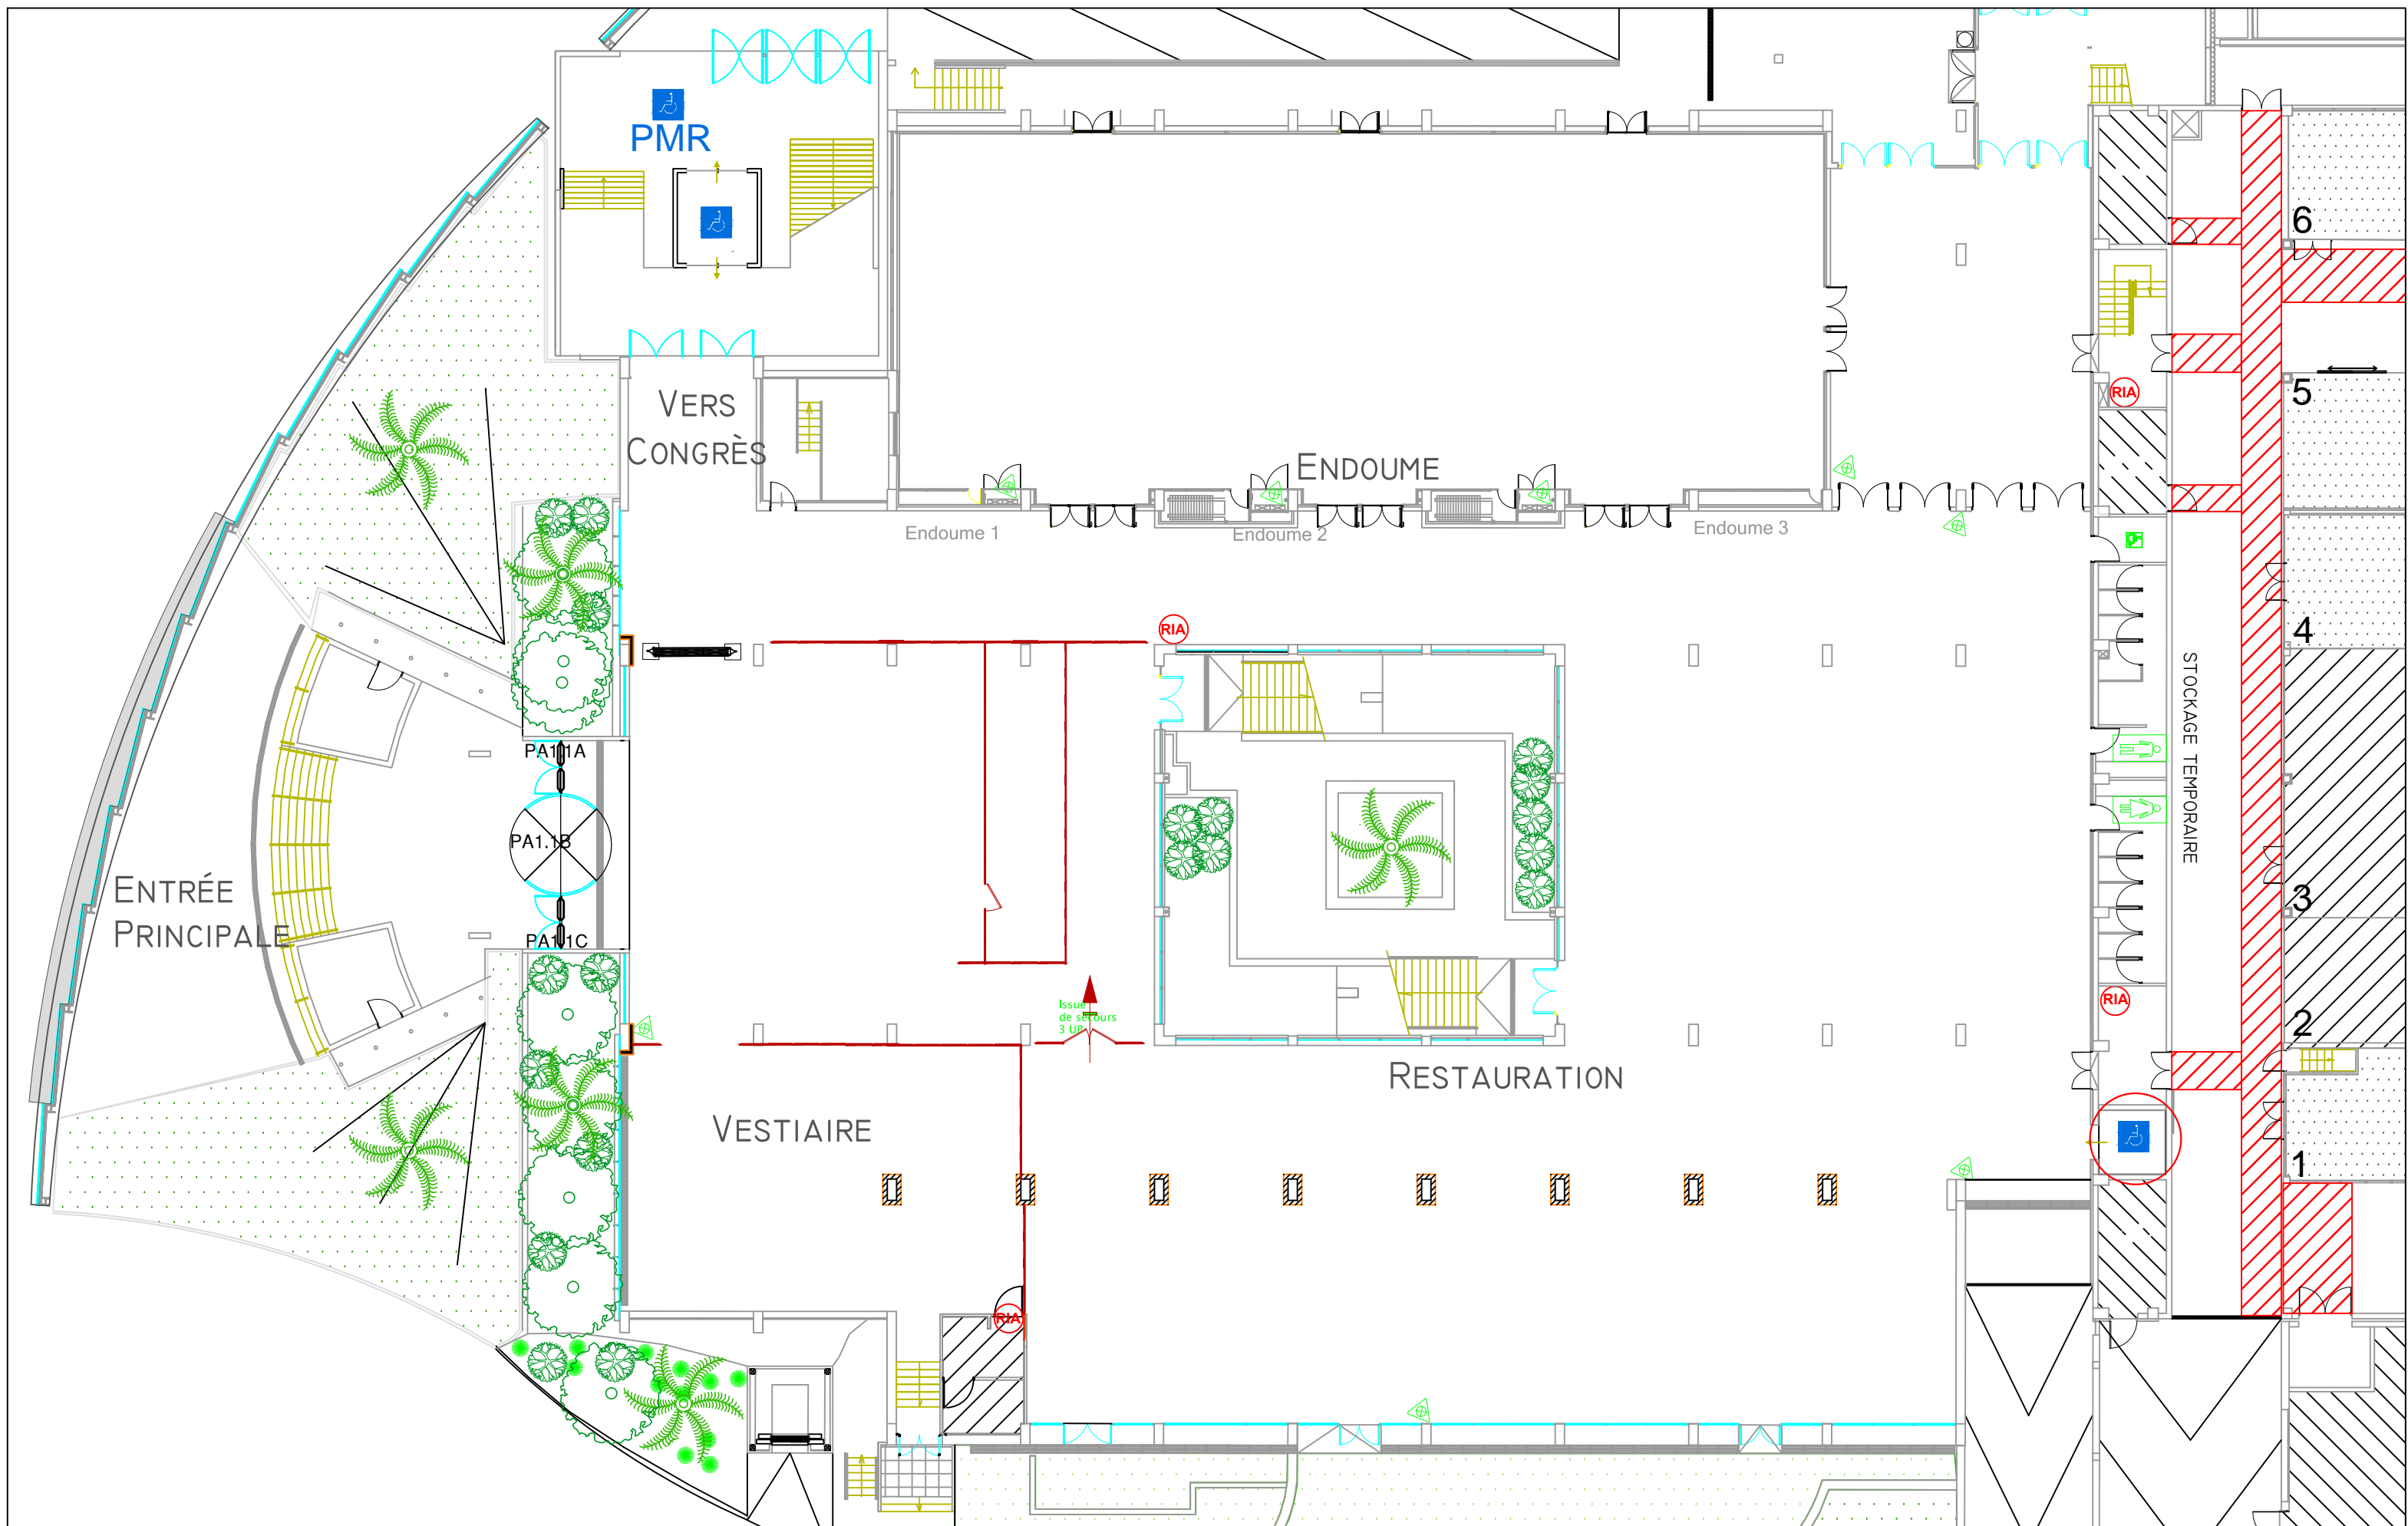 PMR
6
VERS
CONGRÈS
5
RIA
ENDOUME
Endoume 1
Endoume 2
Endoume 3
RIA
4
STOCKAGE TEMPORAIRE
PA1.1A
PA1.1B
ENTRÉE
PRINCIPALE
PA1.1C
3
Issue
de secours
3 UP
RIA
2
RESTAURATION
VESTIAIRE
1
RIA